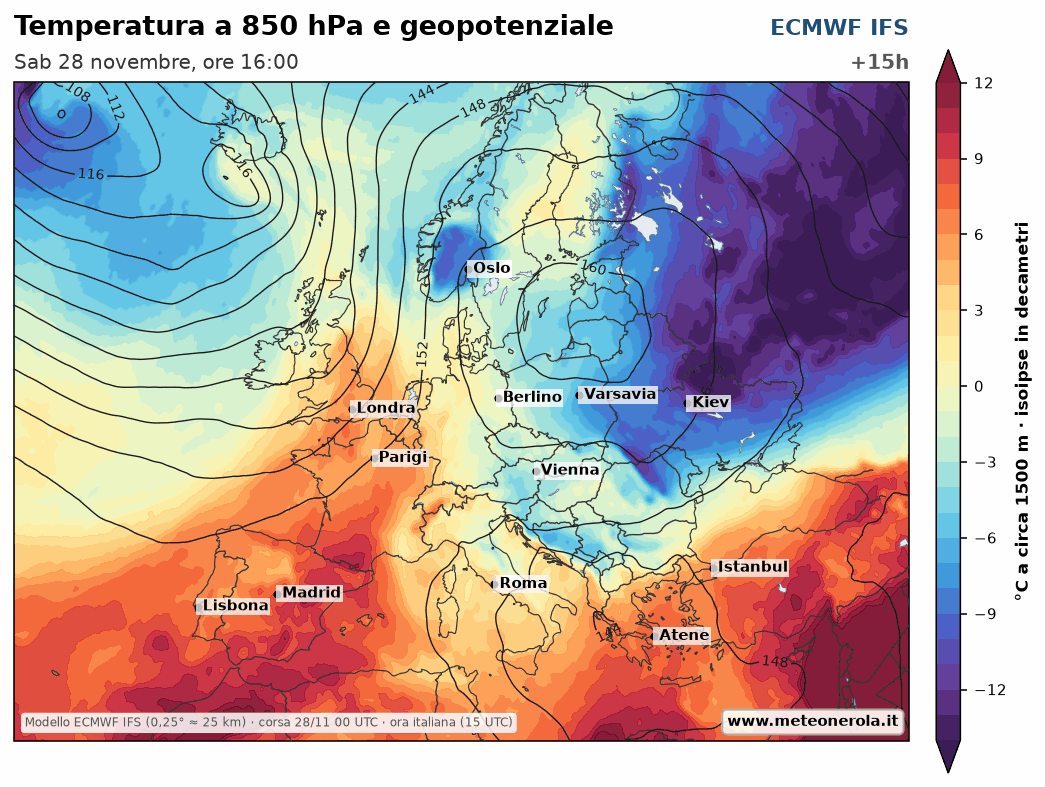 Temperatura a 850 hPa e geopotenziale
ECMWF IFS
Sab 28 novembre, ore 16:00
+15h
108
112
116
116
144
148
160
152
148
Oslo
Londra
Berlino
Varsavia
Kiev
Parigi
Vienna
Roma
Istanbul
Madrid
Lisbona
Atene
Modello ECMWF IFS (0,25° ≈ 25 km) · corsa 28/11 00 UTC · ora italiana (15 UTC)
www.meteonerola.it
12
9
6
3
0
−3
−6
−9
−12
°C a circa 1500 m · isoipse in decametri